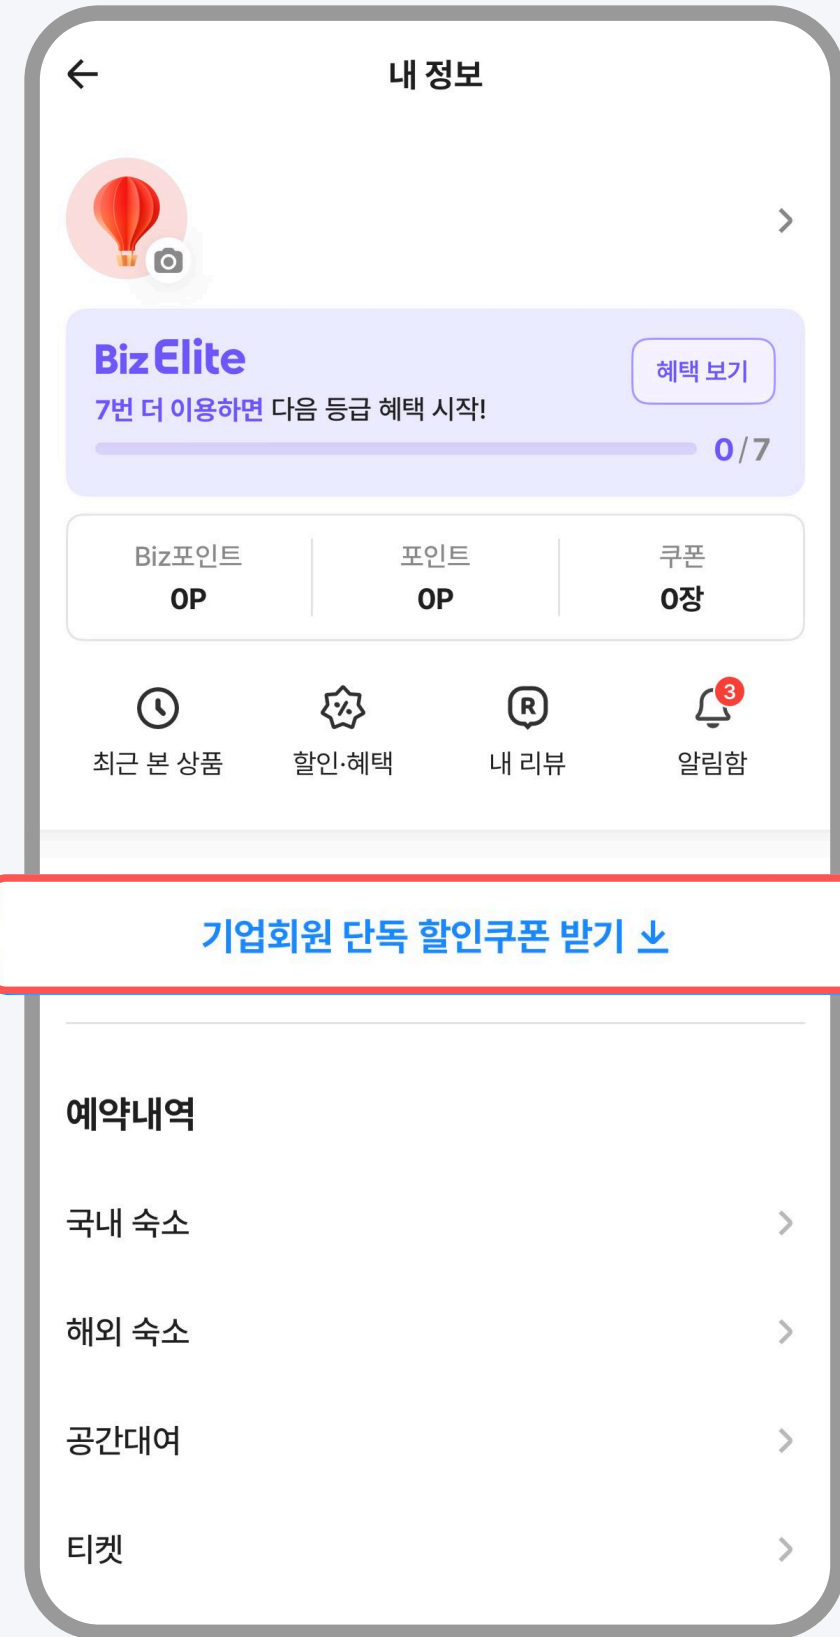 내 정보
Biz Elite
혜택 보기
7번 더 이용하면 다음 등급 혜택 시작!
0/7
Biz포인트
포인트
쿠폰
0P
0P
0장
R
3
최근 본 상품
할인·혜택
내 리뷰
알림함
기업회원 단독 할인쿠폰 받기
예약내역
국내 숙소
해외 숙소
공간대여
티켓